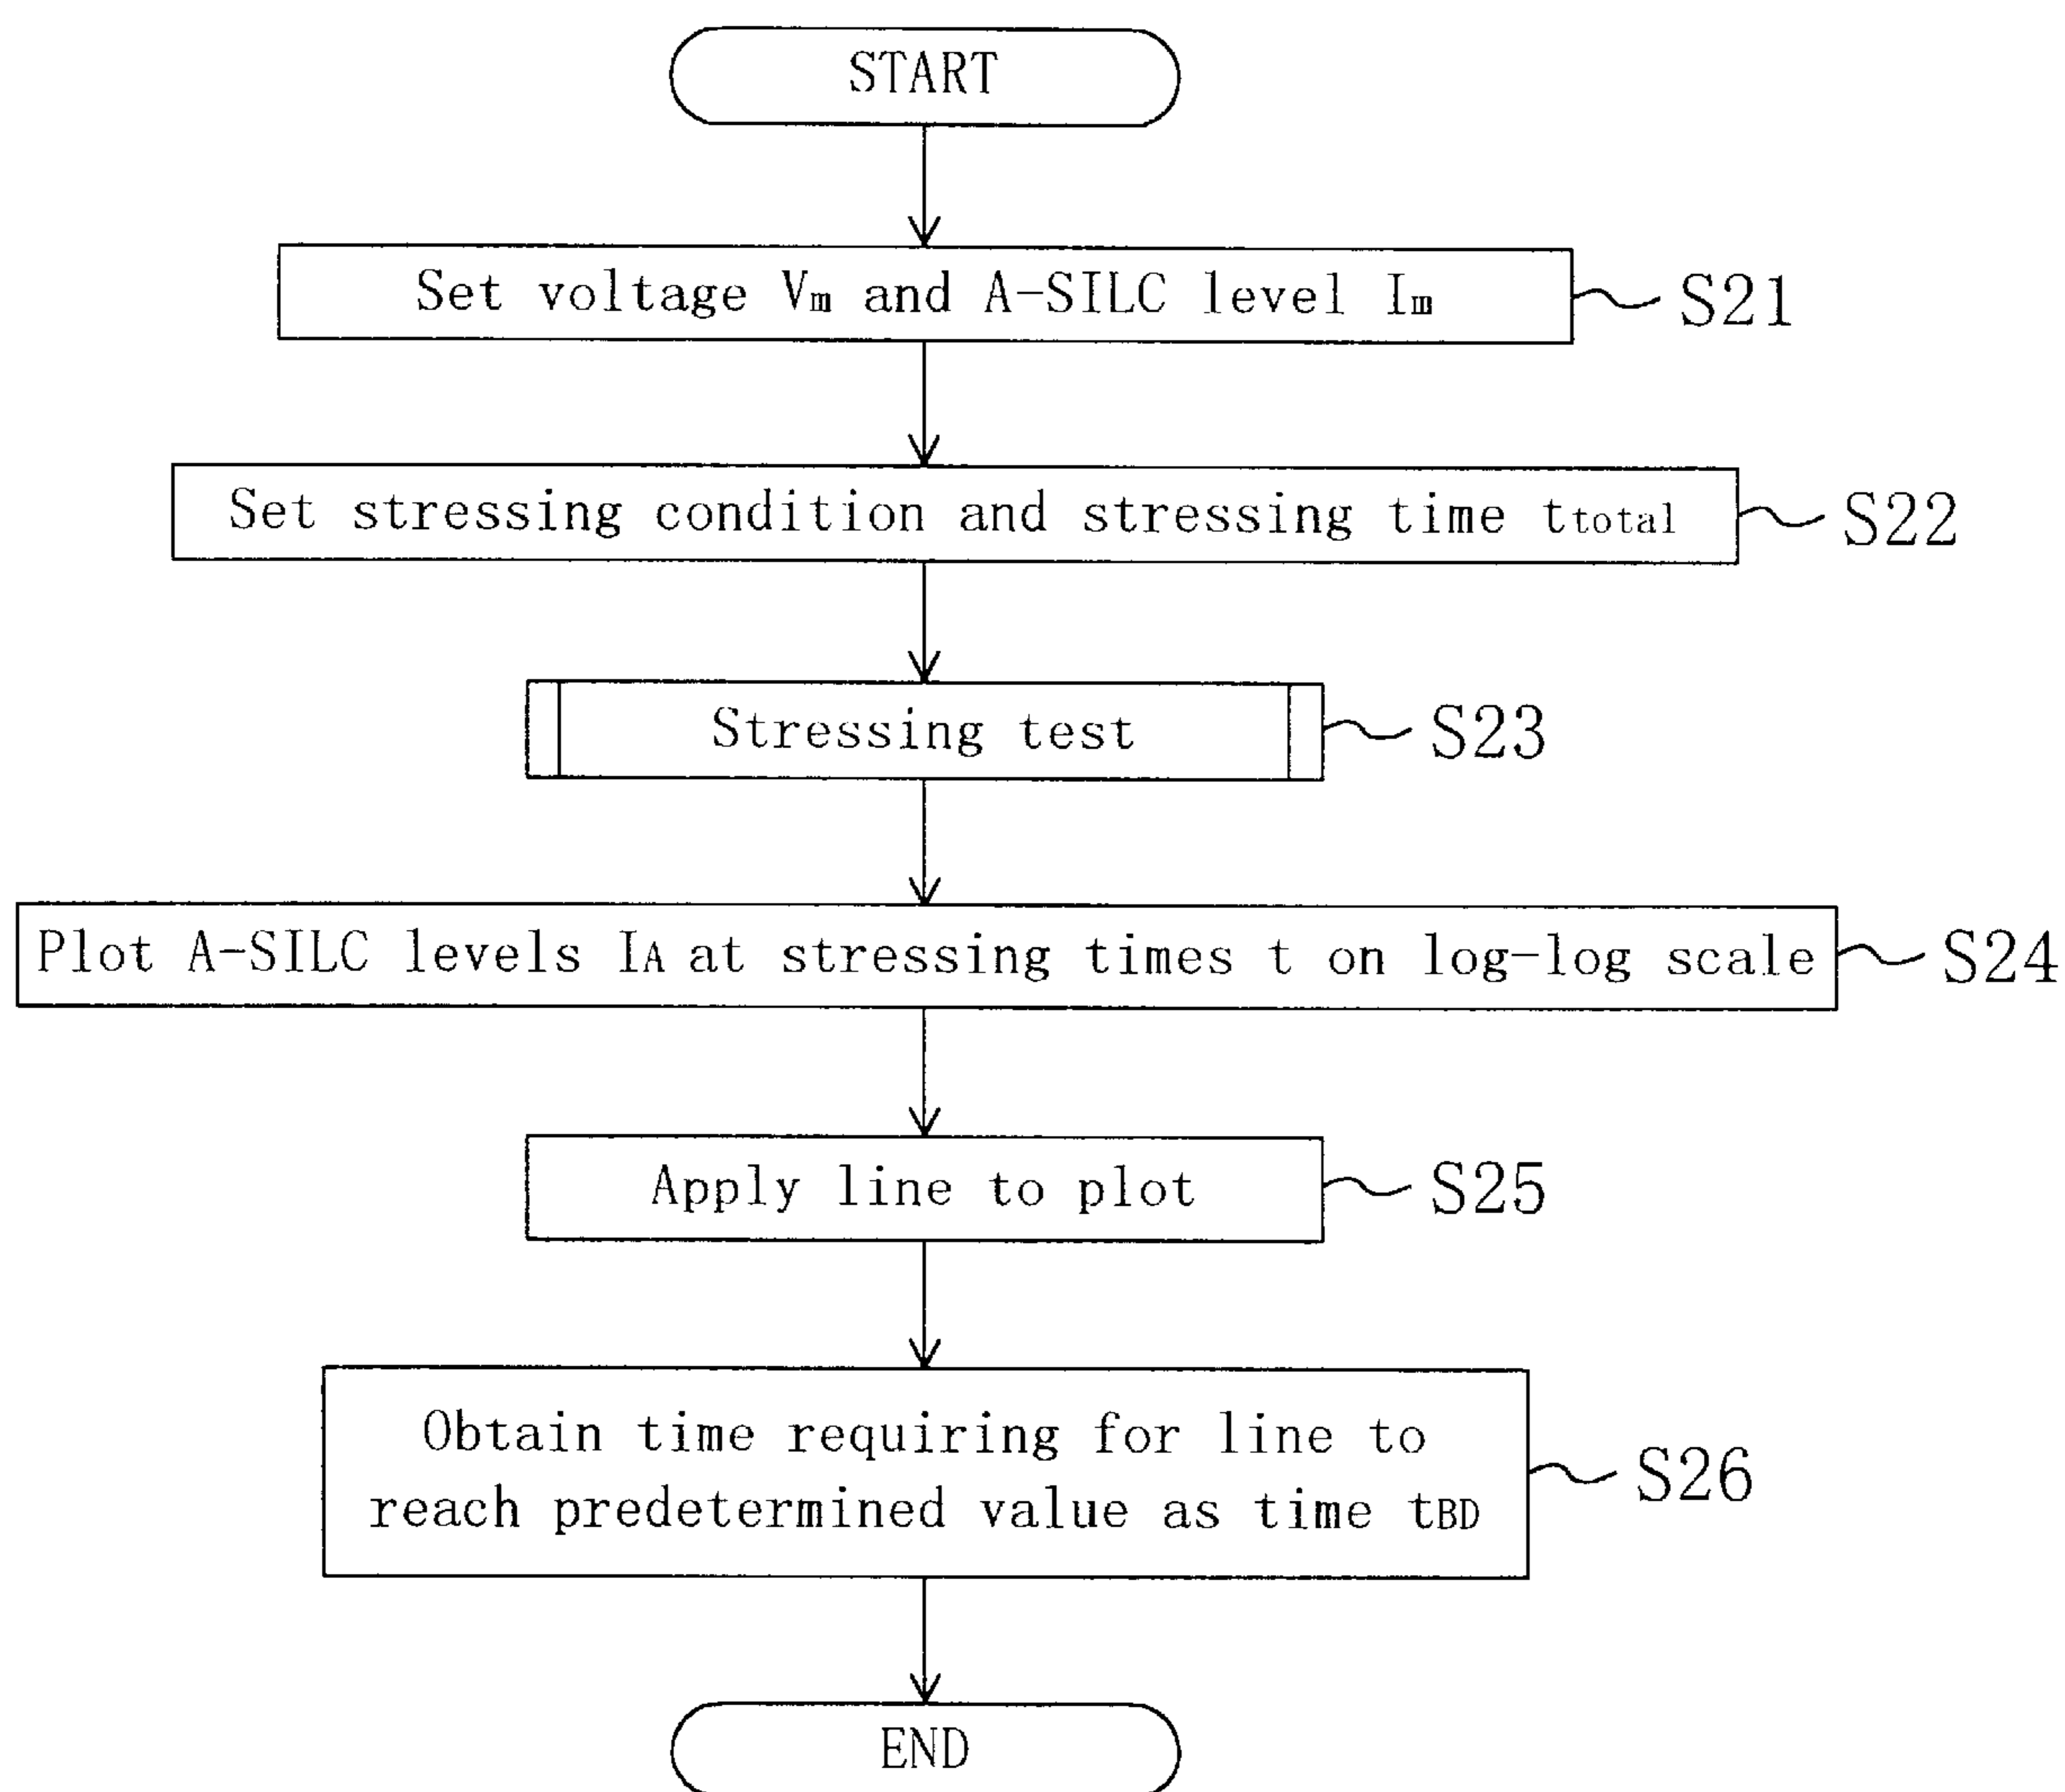 START
Set voltage Vm and A-SILC level Im
S21
Set stressing condition and stressing time ttotal
S22
Stressing test
S23
Plot A-SILC levels IA at stressing times t on log-log scale
S24
Apply line to plot
S25
Obtain time requiring for line to
reach predetermined value as time tBD
S26
END